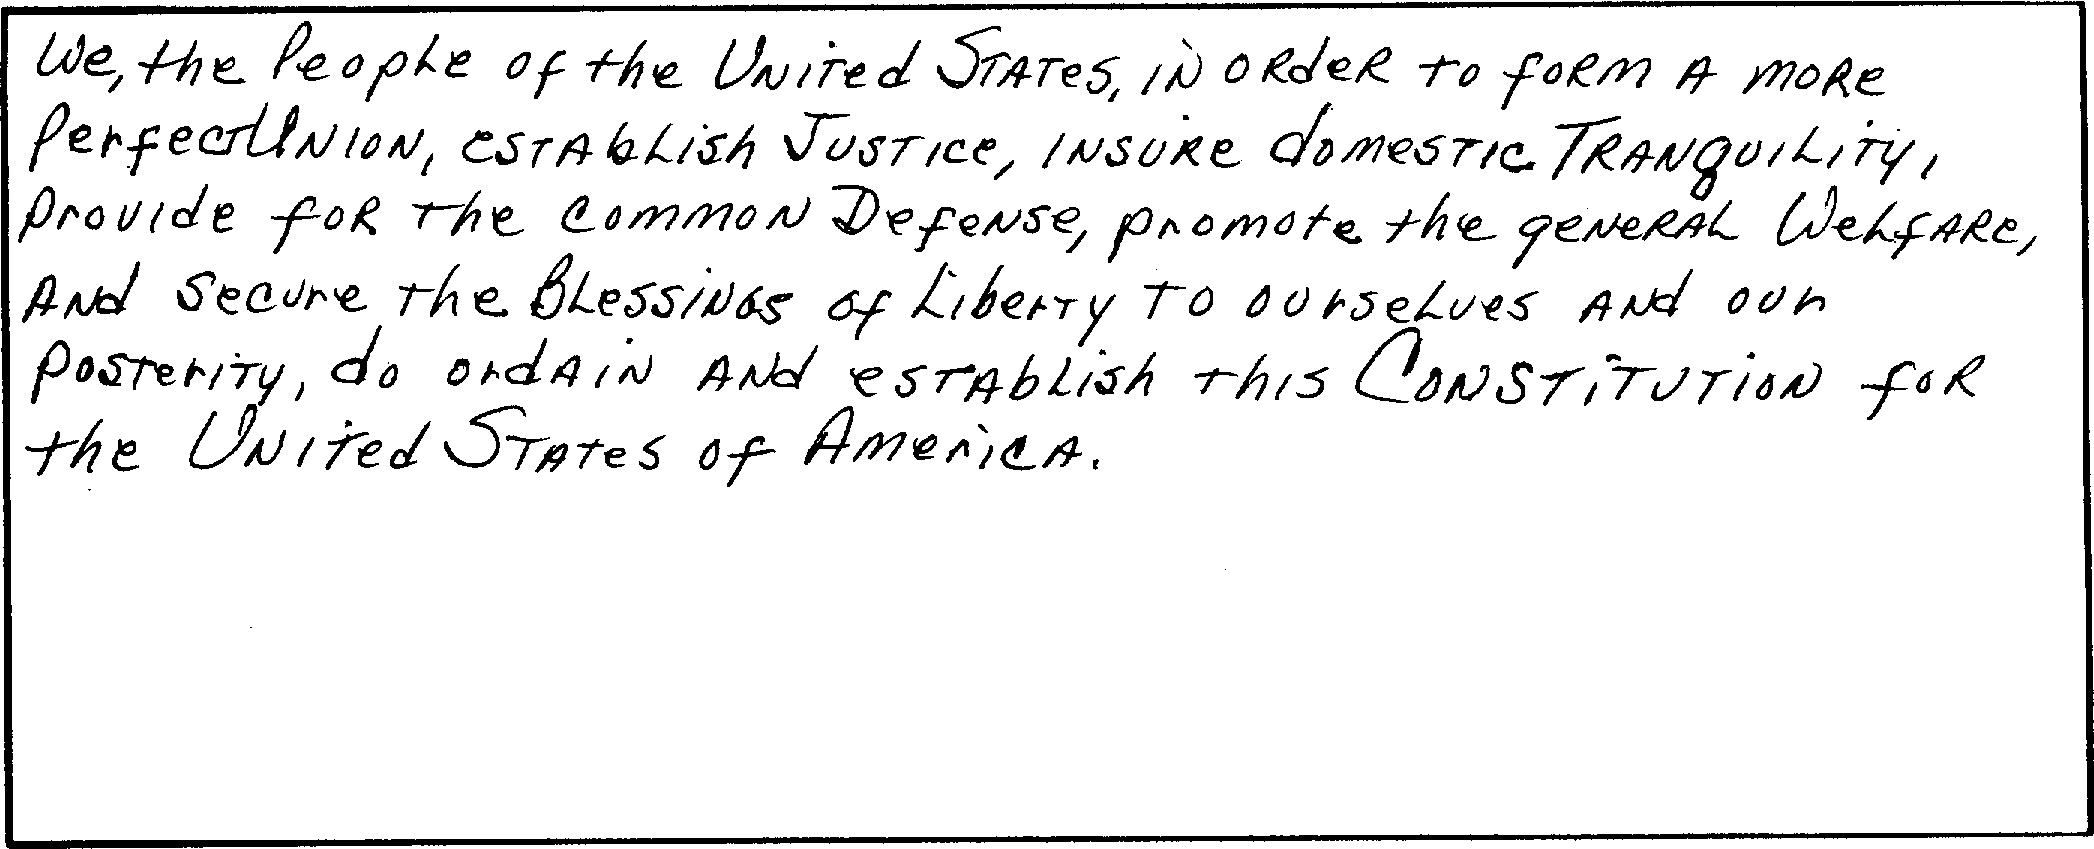 We, the People of the United States, in order to form a more
Perfect Union, establish Justice, insure domestic Tranquility,
provide for the common Defense, promote the general Welfare,
and secure the Blessings of Liberty to ourselves and our
posterity, do ordain and establish this Constitution for
the United States of America.